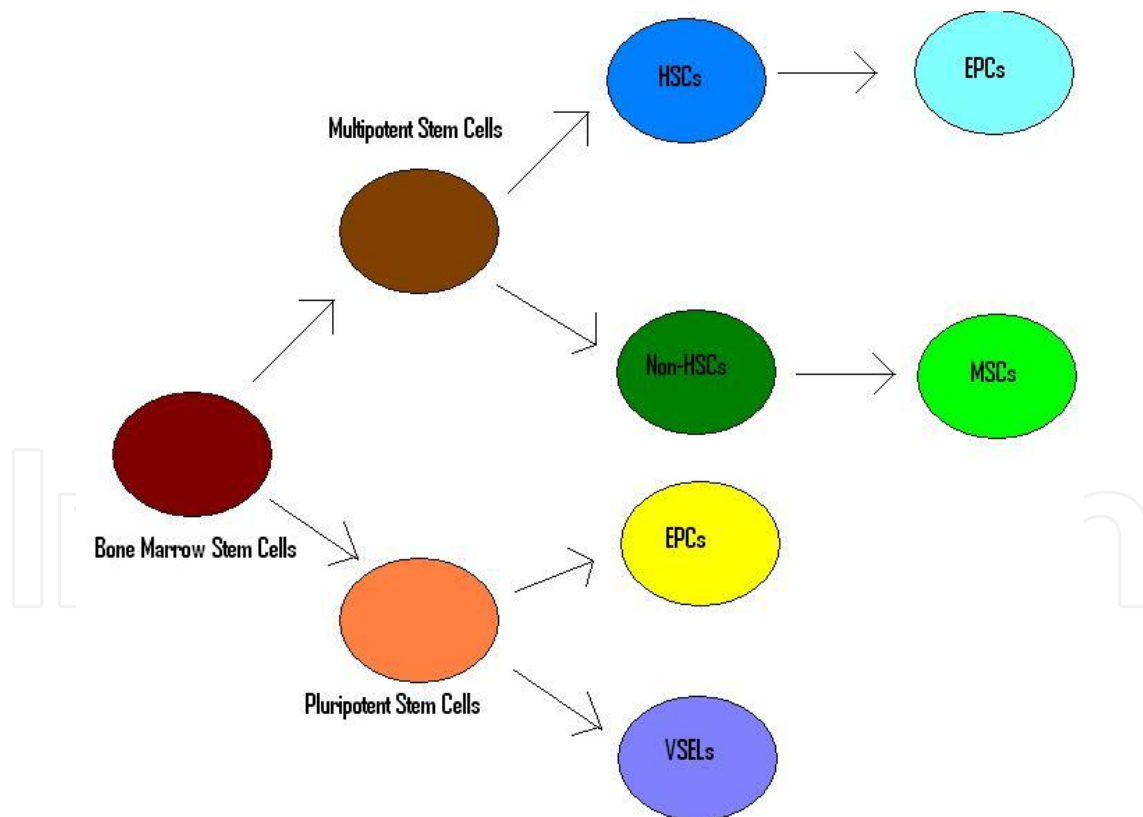 HSCs
EPCs
Multipotent Stem Cells
Non-HSCs
MSCs
Bone Marrow Stem Cells
EPCs
Pluripotent Stem Cells
VSELs